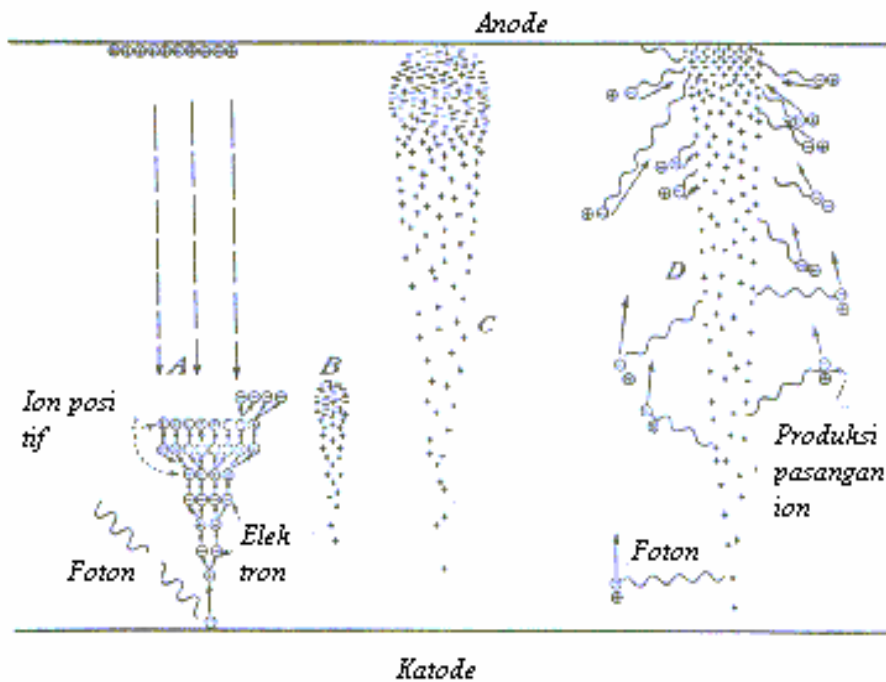 Anode
A
B
C
D
Ion posi
tif
Foton
Elek
tron
Produksi
pasangan
ion
Foton
Katode